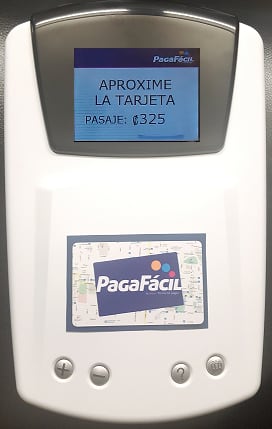 PAGAFÁCIL
APROXIME
LA TARJETA
PASAJE: ₡325
PAGAFÁCIL
+
−
?